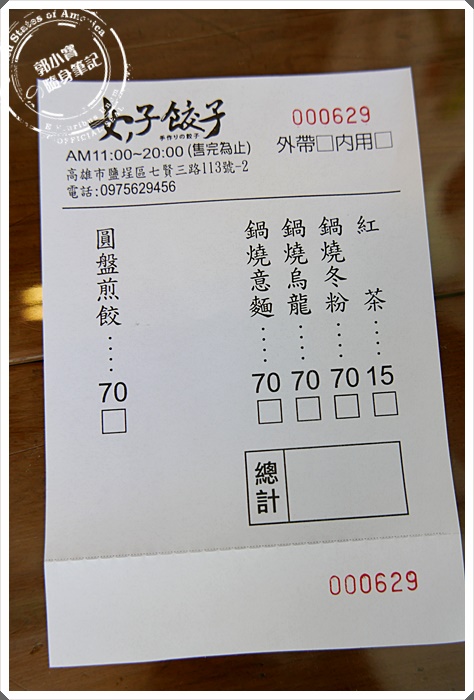 郭小寶
隨身筆記
女子餃子
手作りの餃子
000629
AM11:00~20:00(售完為止)
外帶□內用□
高雄市鹽埕區七賢三路113號-2
電話:0975629456
紅 茶‥‥15□
鍋燒冬粉‥‥70□
鍋燒烏龍‥‥70□
鍋燒意麵‥‥70□
圓盤煎餃‥‥70□
總計
000629